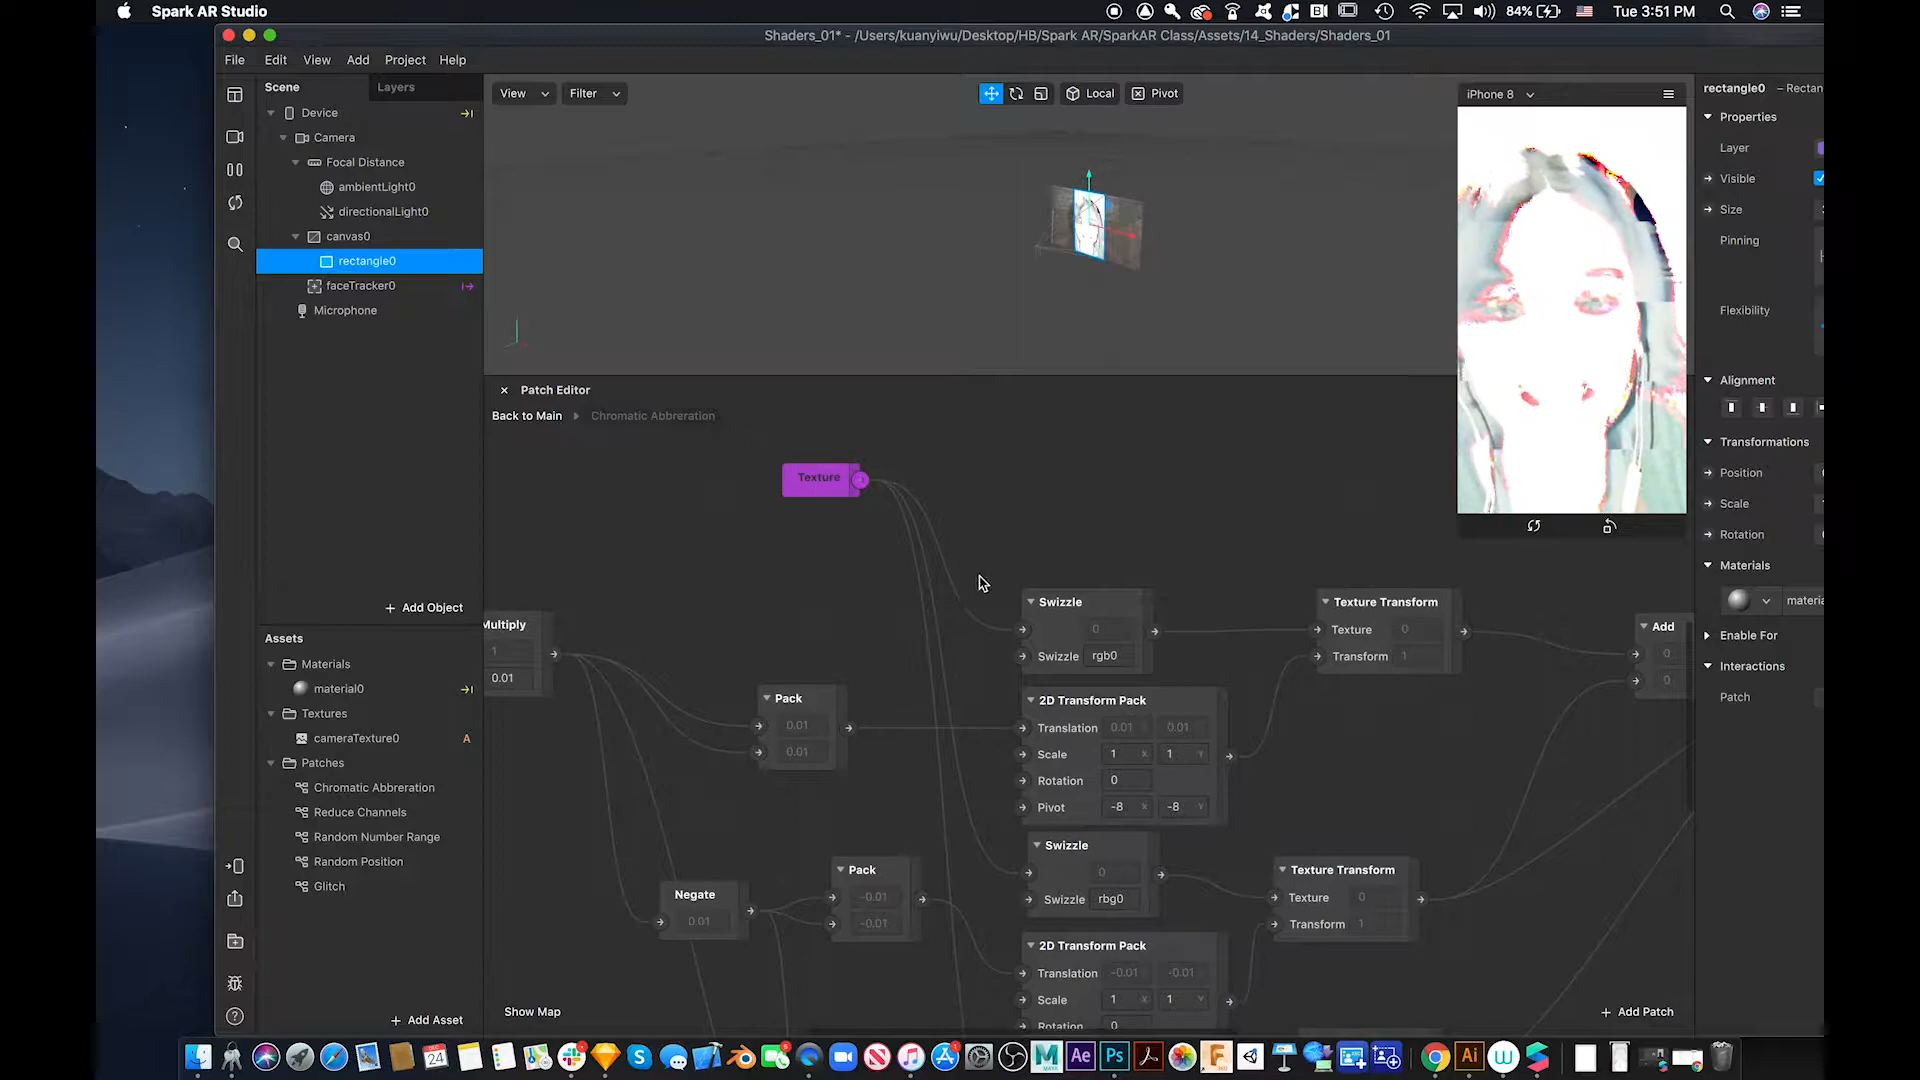 Spark AR Studio
84%
Tue 3:51 PM
Shaders_01* - /Users/kuanyiwu/Desktop/HB/Spark AR/SparkAR Class/Assets/14_Shaders/Shaders_01
File Edit View Add Project Help
Scene Layers
Device
Camera
Focal Distance
ambientLight0
directionalLight0
canvas0
rectangle0
faceTracker0
Microphone
+ Add Object
Assets
Materials
material0
Textures
cameraTexture0 A
Patches
Chromatic Abbreration
Reduce Channels
Random Number Range
Random Position
Glitch
+ Add Asset
View Filter
Local Pivot
iPhone 8
Patch Editor
Back to Main Chromatic Abbreration
Texture
Multiply
1
0.01
Pack
0.01
0.01
Negate
0.01
Pack
-0.01
-0.01
Swizzle
0
Swizzle rgb0
2D Transform Pack
Translation 0.01 0.01
Scale 1 X 1 Y
Rotation 0
Pivot -8 X -8 Y
Swizzle
0
Swizzle rbg0
2D Transform Pack
Translation -0.01 -0.01
Scale 1 X 1 Y
Rotation 0
Texture Transform
Texture 0
Transform 1
Texture Transform
Texture 0
Transform 1
Add
0
0
Show Map
+ Add Patch
rectangle0 – Rectan
Properties
Layer
Visible
Size
Pinning
Flexibility
Alignment
Transformations
Position
Scale
Rotation
Materials
materia
Enable For
Interactions
Patch
24
Ae
Ps
Ai